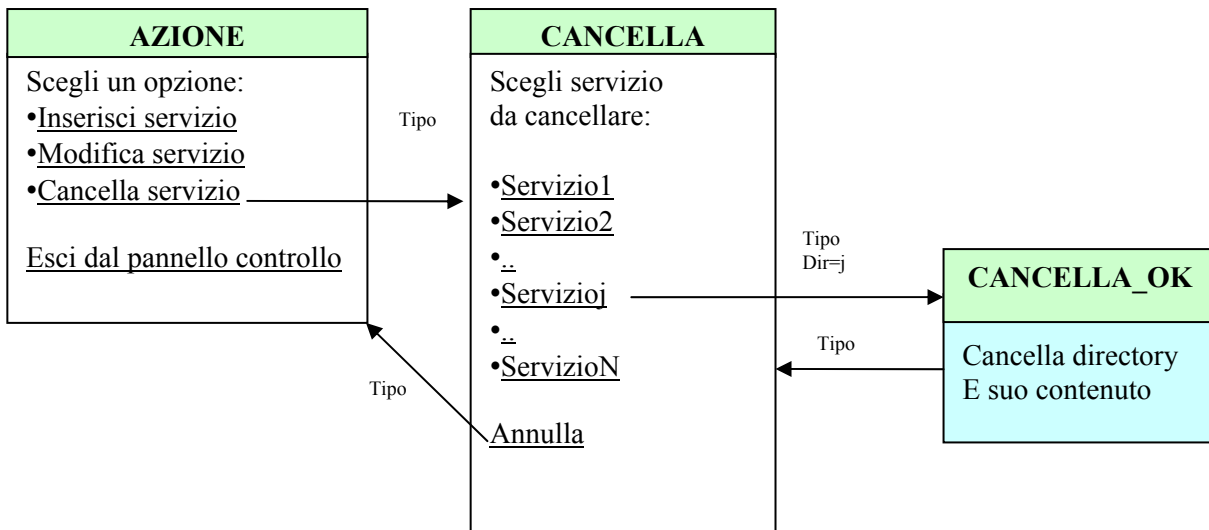 AZIONE
Scegli un opzione:
•Inserisci servizio
•Modifica servizio
•Cancella servizio
Esci dal pannello controllo
Tipo
CANCELLA
Scegli servizio
da cancellare:
•Servizio1
•Servizio2
•..
•Servizioj
•..
•ServizioN
Annulla
Tipo
Tipo
Dir=j
Tipo
CANCELLA_OK
Cancella directory
E suo contenuto